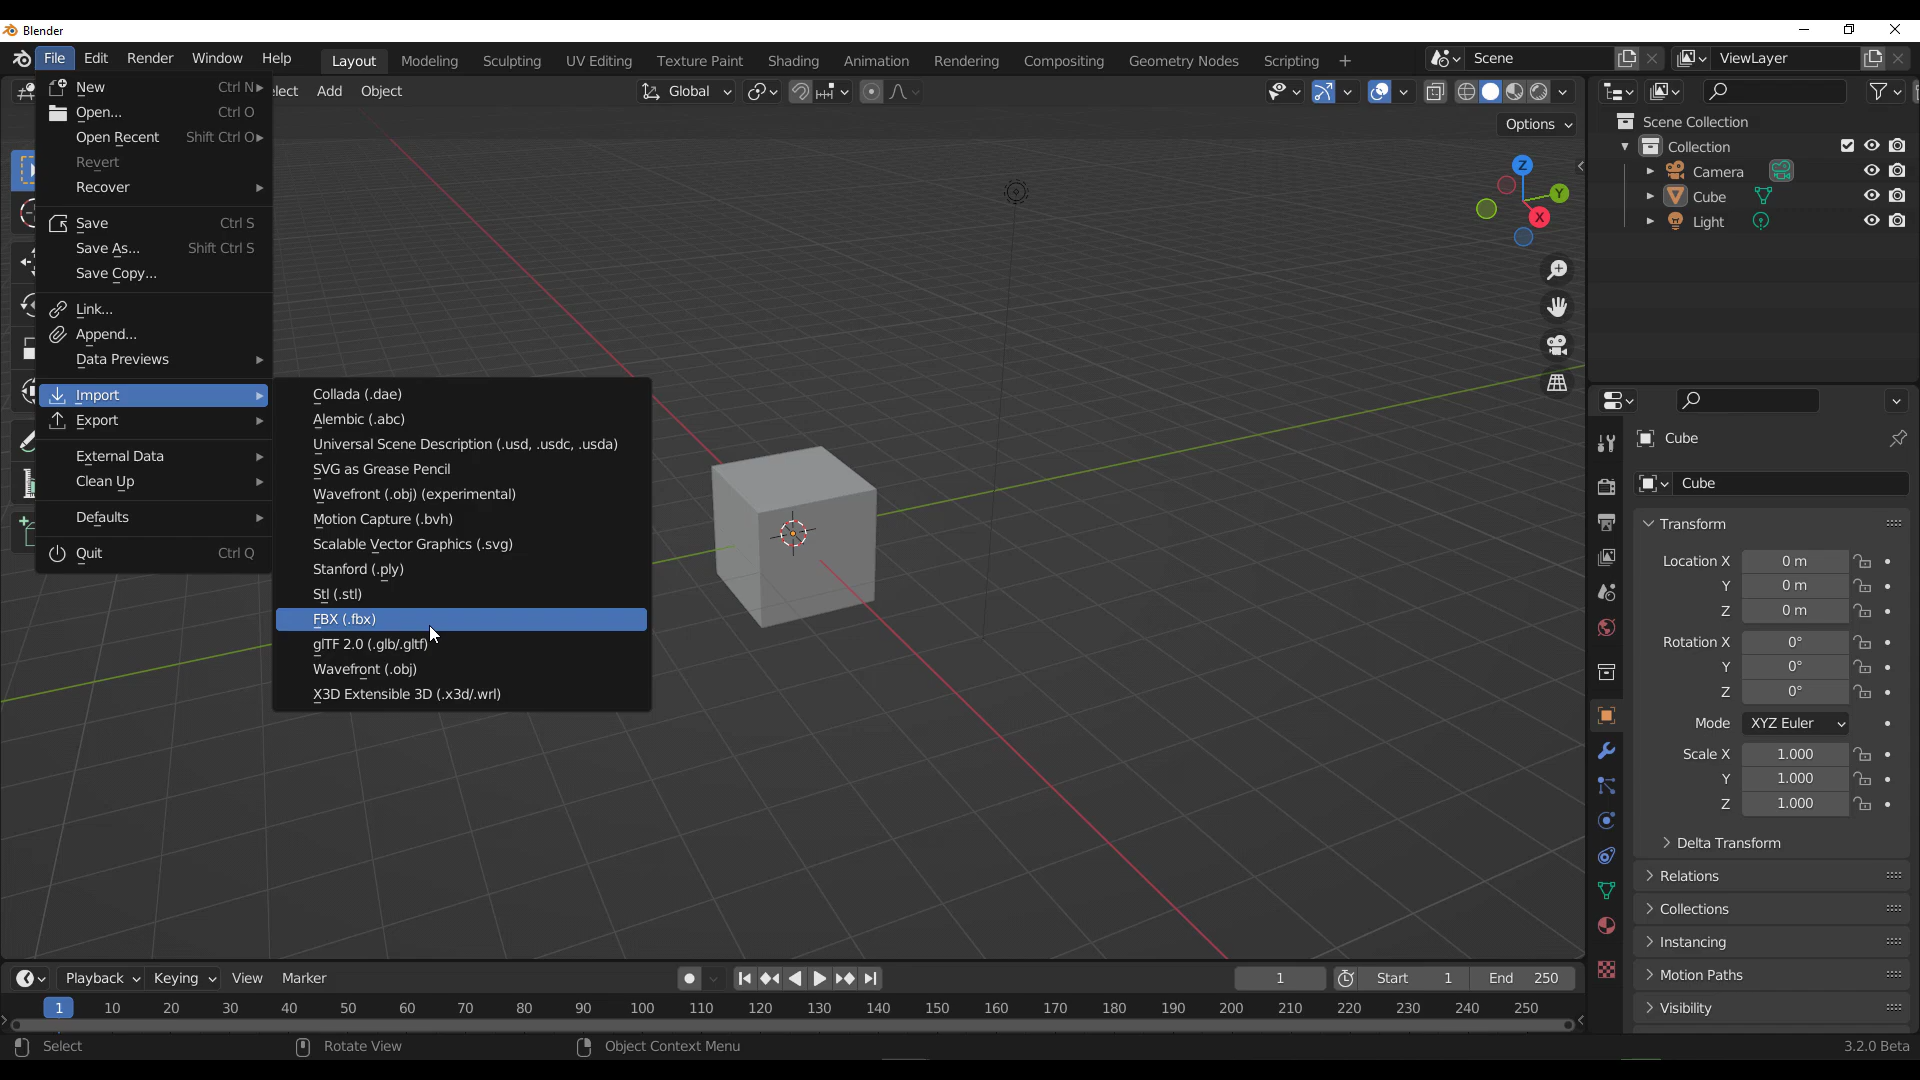 Blender
File Edit Render Window Help Layout Modeling Sculpting UV Editing Texture Paint Shading Animation Rendering Compositing Geometry Nodes Scripting + Scene ViewLayer
New Ctrl N
Open... Ctrl O
Open Recent Shift Ctrl O
Revert
Recover
Save Ctrl S
Save As... Shift Ctrl S
Save Copy...
Link...
Append...
Data Previews
Import
Export
External Data
Clean Up
Defaults
Quit Ctrl Q
Collada (.dae)
Alembic (.abc)
Universal Scene Description (.usd, .usdc, .usda)
SVG as Grease Pencil
Wavefront (.obj) (experimental)
Motion Capture (.bvh)
Scalable Vector Graphics (.svg)
Stanford (.ply)
Stl (.stl)
FBX (.fbx)
glTF 2.0 (.glb/.gltf)
Wavefront (.obj)
X3D Extensible 3D (.x3d/.wrl)
lect Add Object Global
Options
Z
Y
X
Scene Collection
Collection
Camera
Cube
Light
Cube
Cube
Transform
Location X 0 m
Y 0 m
Z 0 m
Rotation X 0°
Y 0°
Z 0°
Mode XYZ Euler
Scale X 1.000
Y 1.000
Z 1.000
Delta Transform
Relations
Collections
Instancing
Motion Paths
Visibility
Playback Keying View Marker 1 Start 1 End 250
1 10 20 30 40 50 60 70 80 90 100 110 120 130 140 150 160 170 180 190 200 210 220 230 240 250
Select Rotate View Object Context Menu 3.2.0 Beta